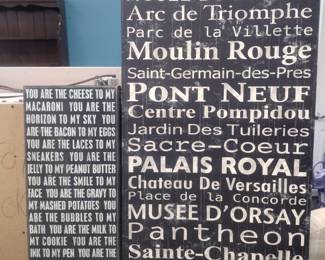 YOU ARE THE CHEESE TO MY
MACARONI YOU ARE THE
HORIZON TO MY SKY YOU
ARE THE BACON TO MY EGGS
YOU ARE THE LACES TO MY
SNEAKERS YOU ARE THE
JELLY TO MY PEANUT BUTTER
YOU ARE THE SMILE TO MY
FACE YOU ARE THE GRAVY TO
MY MASHED POTATOES YOU
ARE THE BUBBLES TO MY
BATH YOU ARE THE MILK TO
MY COOKIE YOU ARE THE
INK TO MY PEN YOU ARE THE
Arc de Triomphe
Parc de la Villette
Moulin Rouge
Saint-Germain-des-Pres
PONT NEUF
Centre Pompidou
Jardin Des Tuileries
Sacre-Coeur
PALAIS ROYAL
Chateau De Versailles
Place de la Concorde
MUSEE D'ORSAY
Pantheon
Sainte-Chapelle